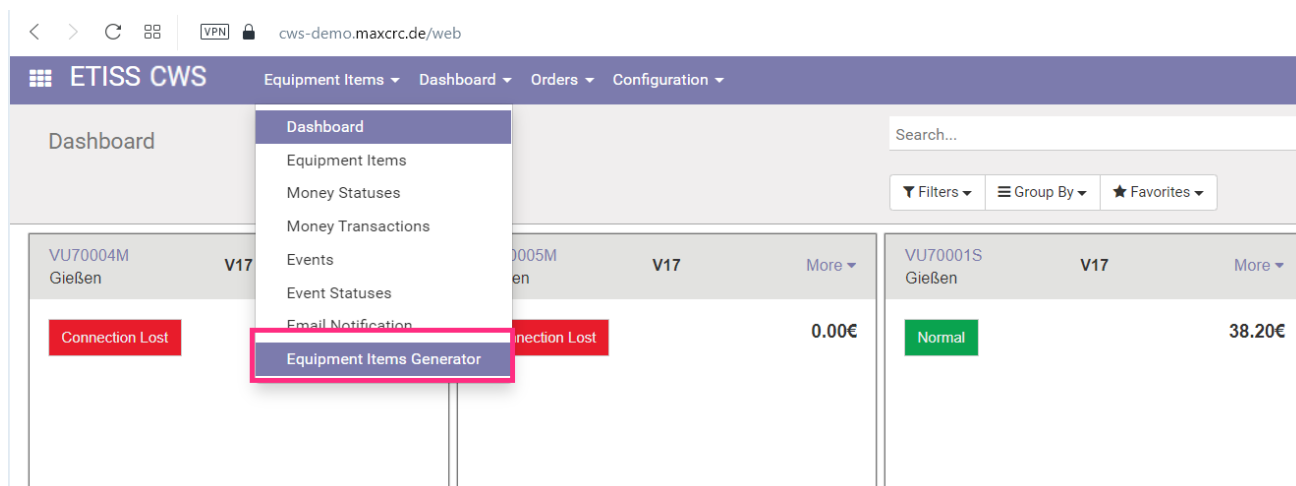 VPN cws-demo.maxcrc.de/web
ETISS CWS Equipment Items Dashboard Orders Configuration
Dashboard
Search...
Filters Group By Favorites
Dashboard
Equipment Items
Money Statuses
Money Transactions
Events
Event Statuses
Email Notification
Equipment Items Generator
VU70004M
Gießen
V17
Connection Lost
0005M
en
V17
More
nnection Lost
0.00€
VU70001S
Gießen
V17
More
Normal
38.20€